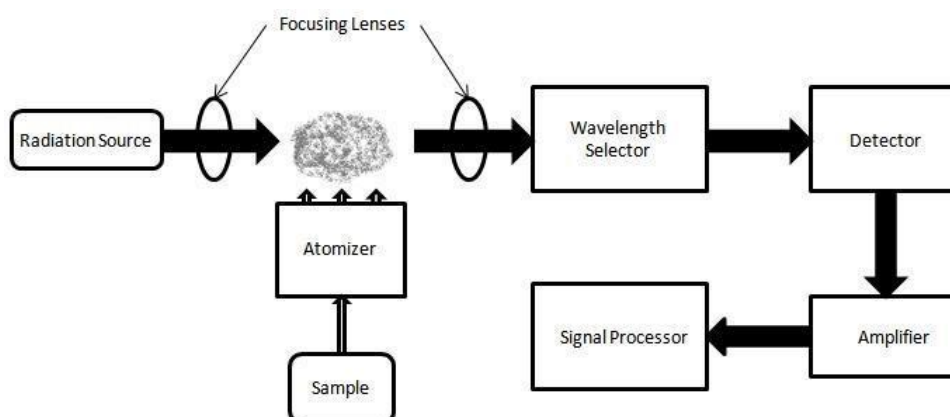 Focusing Lenses
Radiation Source
Wavelength
Selector
Detector
Atomizer
Signal Processor
Amplifier
Sample